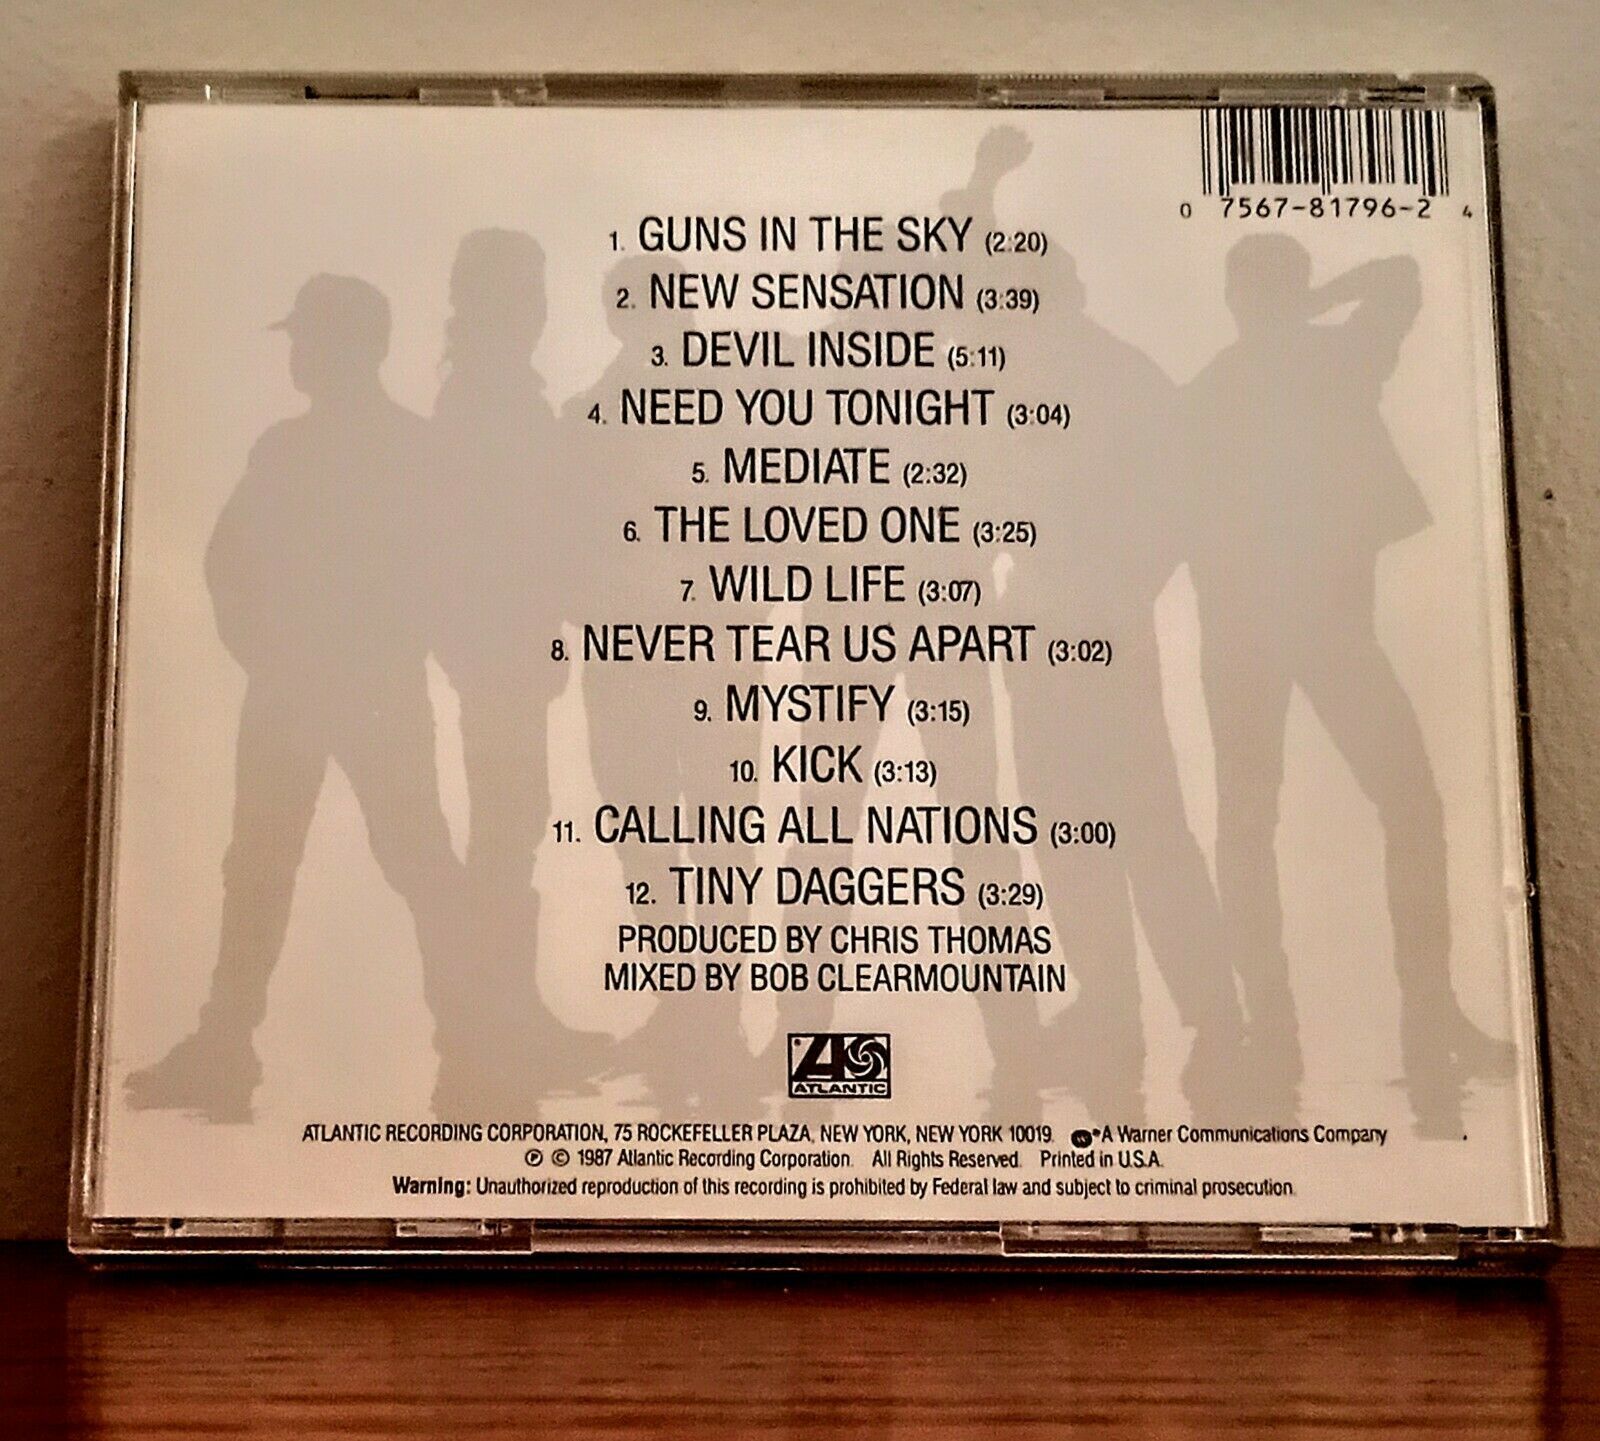 0 7567-81796-2 4
1. GUNS IN THE SKY (2:20)
2. NEW SENSATION (3:39)
3. DEVIL INSIDE (5:11)
4. NEED YOU TONIGHT (3:04)
5. MEDIATE (2:32)
6. THE LOVED ONE (3:25)
7. WILD LIFE (3:07)
8. NEVER TEAR US APART (3:02)
9. MYSTIFY (3:15)
10. KICK (3:13)
11. CALLING ALL NATIONS (3:00)
12. TINY DAGGERS (3:29)
PRODUCED BY CHRIS THOMAS
MIXED BY BOB CLEARMOUNTAIN
ATLANTIC
ATLANTIC RECORDING CORPORATION, 75 ROCKEFELLER PLAZA, NEW YORK, NEW YORK 10019. A Warner Communications Company
℗ © 1987 Atlantic Recording Corporation. All Rights Reserved. Printed in U.S.A.
Warning: Unauthorized reproduction of this recording is prohibited by Federal law and subject to criminal prosecution.